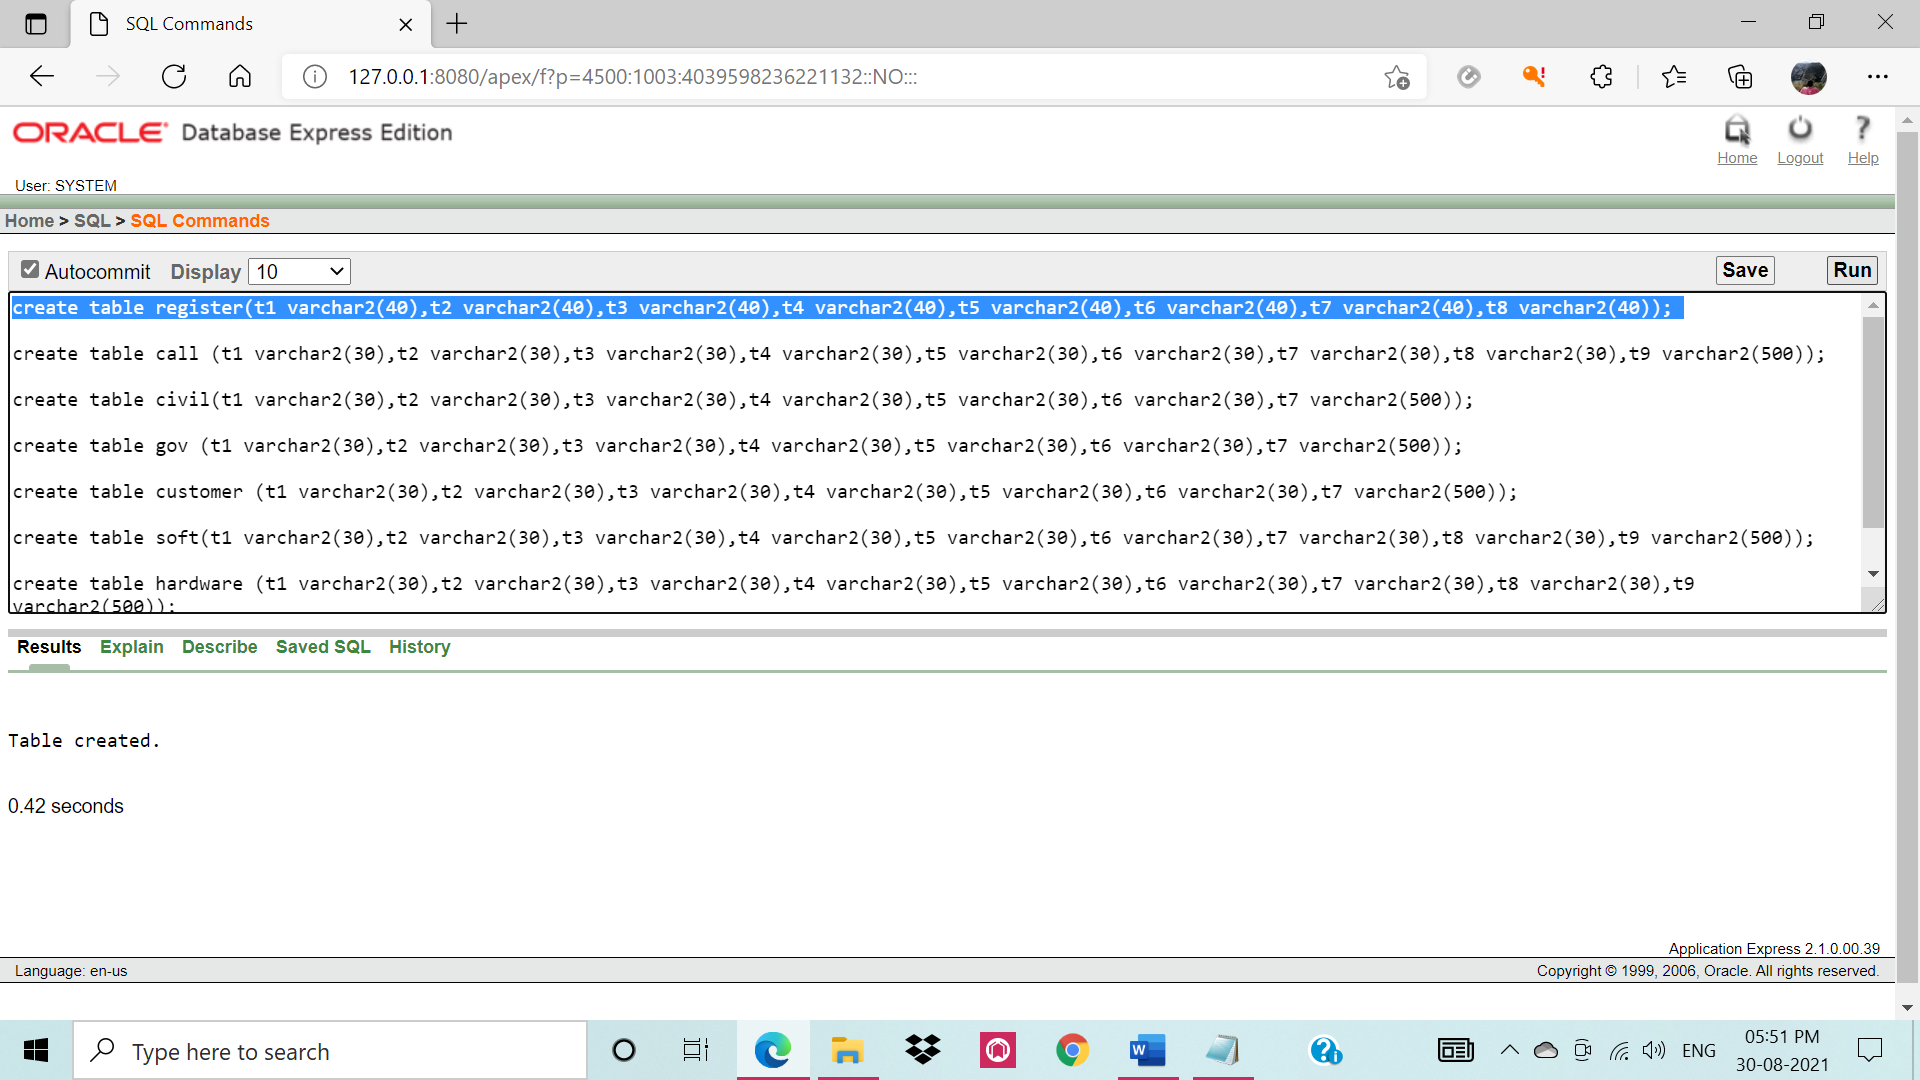 SQL Commands
127.0.0.1:8080/apex/f?p=4500:1003:4039598236221132::NO:::
ORACLE Database Express Edition
Home Logout Help
User: SYSTEM
Home > SQL > SQL Commands
Autocommit Display 10 Save Run
create table register(t1 varchar2(40),t2 varchar2(40),t3 varchar2(40),t4 varchar2(40),t5 varchar2(40),t6 varchar2(40),t7 varchar2(40),t8 varchar2(40));
create table call (t1 varchar2(30),t2 varchar2(30),t3 varchar2(30),t4 varchar2(30),t5 varchar2(30),t6 varchar2(30),t7 varchar2(30),t8 varchar2(30),t9 varchar2(500));
create table civil(t1 varchar2(30),t2 varchar2(30),t3 varchar2(30),t4 varchar2(30),t5 varchar2(30),t6 varchar2(30),t7 varchar2(500));
create table gov (t1 varchar2(30),t2 varchar2(30),t3 varchar2(30),t4 varchar2(30),t5 varchar2(30),t6 varchar2(30),t7 varchar2(500));
create table customer (t1 varchar2(30),t2 varchar2(30),t3 varchar2(30),t4 varchar2(30),t5 varchar2(30),t6 varchar2(30),t7 varchar2(500));
create table soft(t1 varchar2(30),t2 varchar2(30),t3 varchar2(30),t4 varchar2(30),t5 varchar2(30),t6 varchar2(30),t7 varchar2(30),t8 varchar2(30),t9 varchar2(500));
create table hardware (t1 varchar2(30),t2 varchar2(30),t3 varchar2(30),t4 varchar2(30),t5 varchar2(30),t6 varchar2(30),t7 varchar2(30),t8 varchar2(30),t9
varchar2(500));
Results Explain Describe Saved SQL History
Table created.
0.42 seconds
Application Express 2.1.0.00.39
Language: en-us Copyright © 1999, 2006, Oracle. All rights reserved.
Type here to search
ENG
05:51 PM
30-08-2021